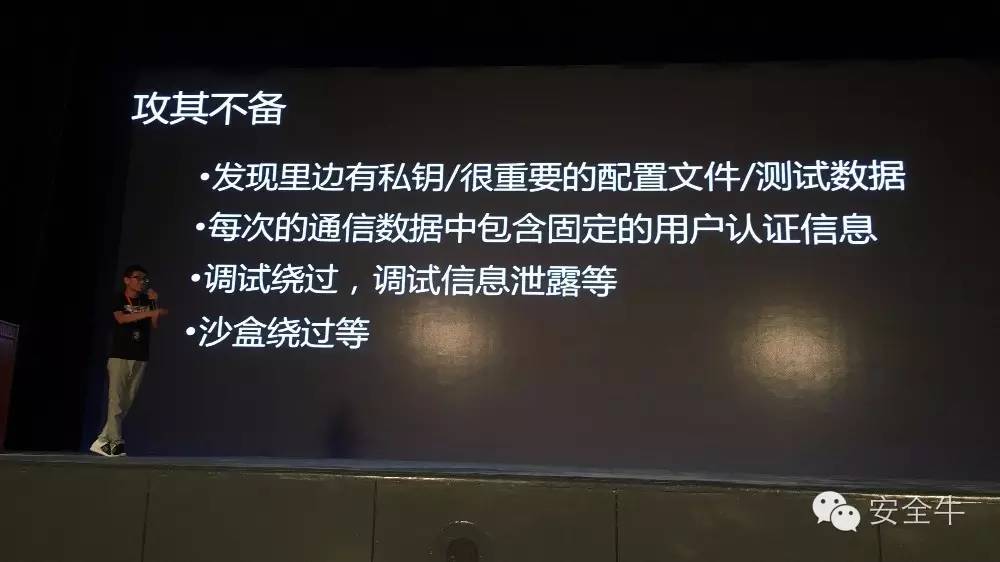 攻其不备
•发现里边有私钥/很重要的配置文件/测试数据
•每次的通信数据中包含固定的用户认证信息
•调试绕过，调试信息泄露等
•沙盒绕过等
安全牛